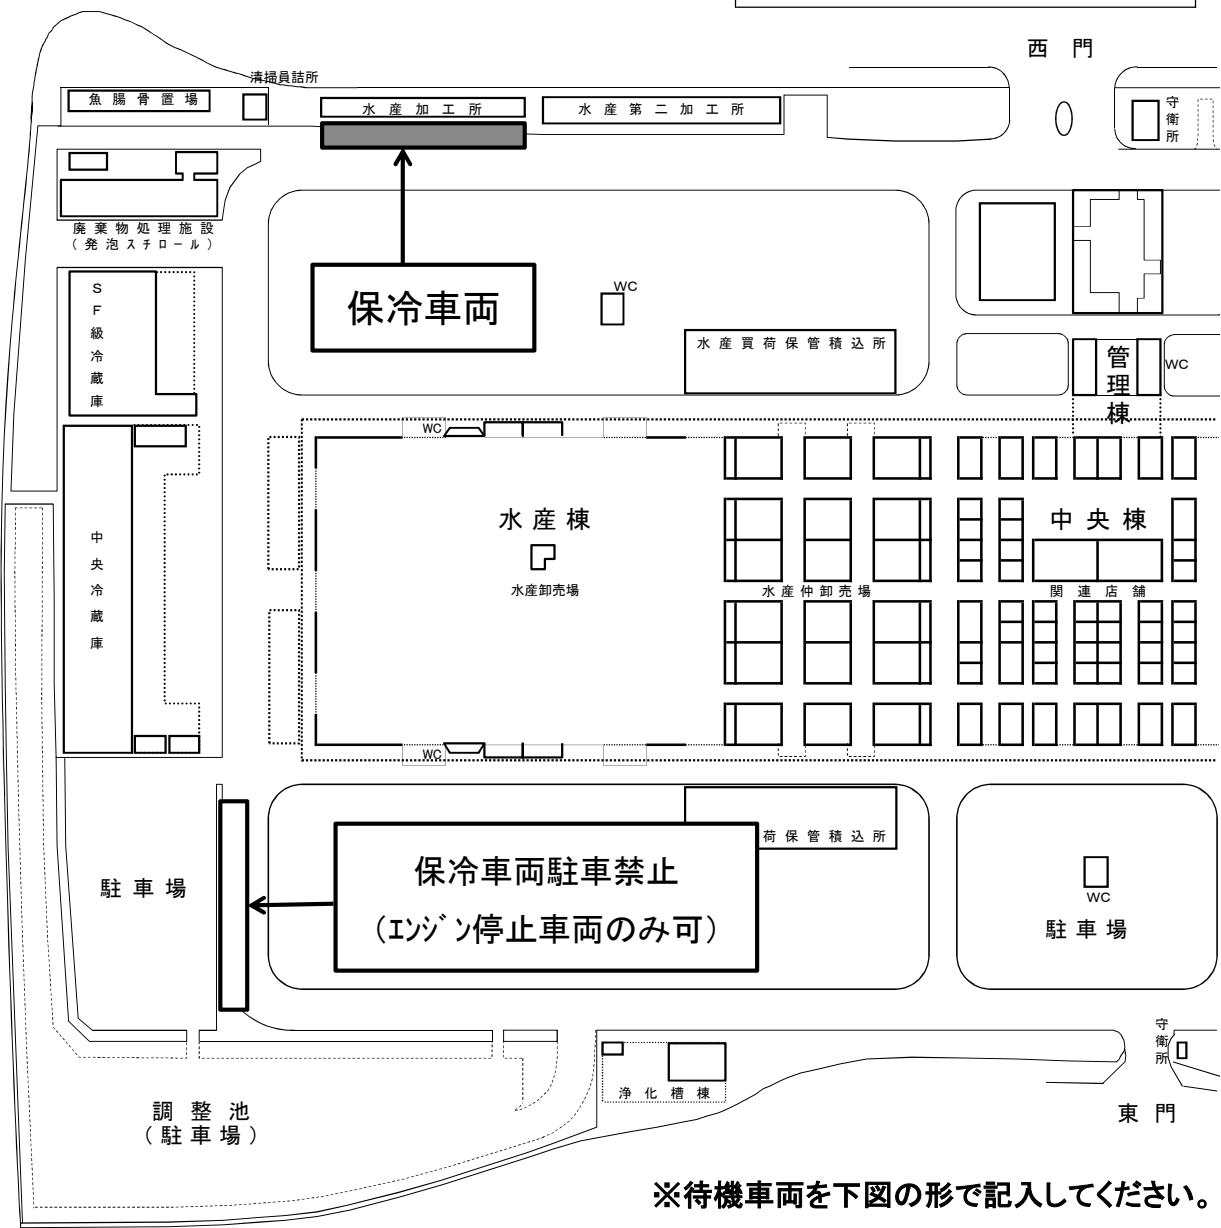 西門
清掃員詰所
魚腸骨置場
水産加工所
水産第二加工所
守衛所
廃棄物処理施設
(発泡スチロール)
保冷車両
WC
SF級冷蔵庫
水産買荷保管積込所
管理棟
WC
WC
水産棟
中央棟
中央冷蔵庫
水産卸売場
水産仲卸売場
関連店舗
WC
荷保管積込所
保冷車両駐車禁止
(エンジン停止車両のみ可)
駐車場
WC
駐車場
守衛所
浄化槽棟
調整池
(駐車場)
東門
※待機車両を下図の形で記入してください。